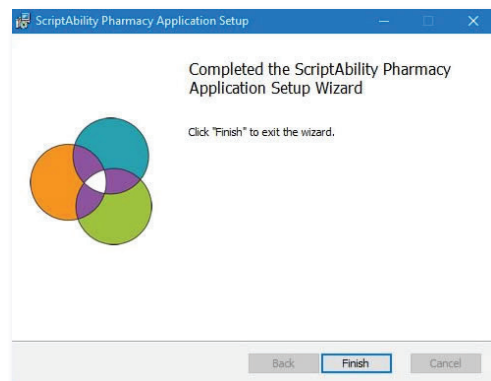 ScriptAbility Pharmacy Application Setup
Completed the ScriptAbility Pharmacy
Application Setup Wizard
Click "Finish" to exit the wizard.
Back Finish Cancel